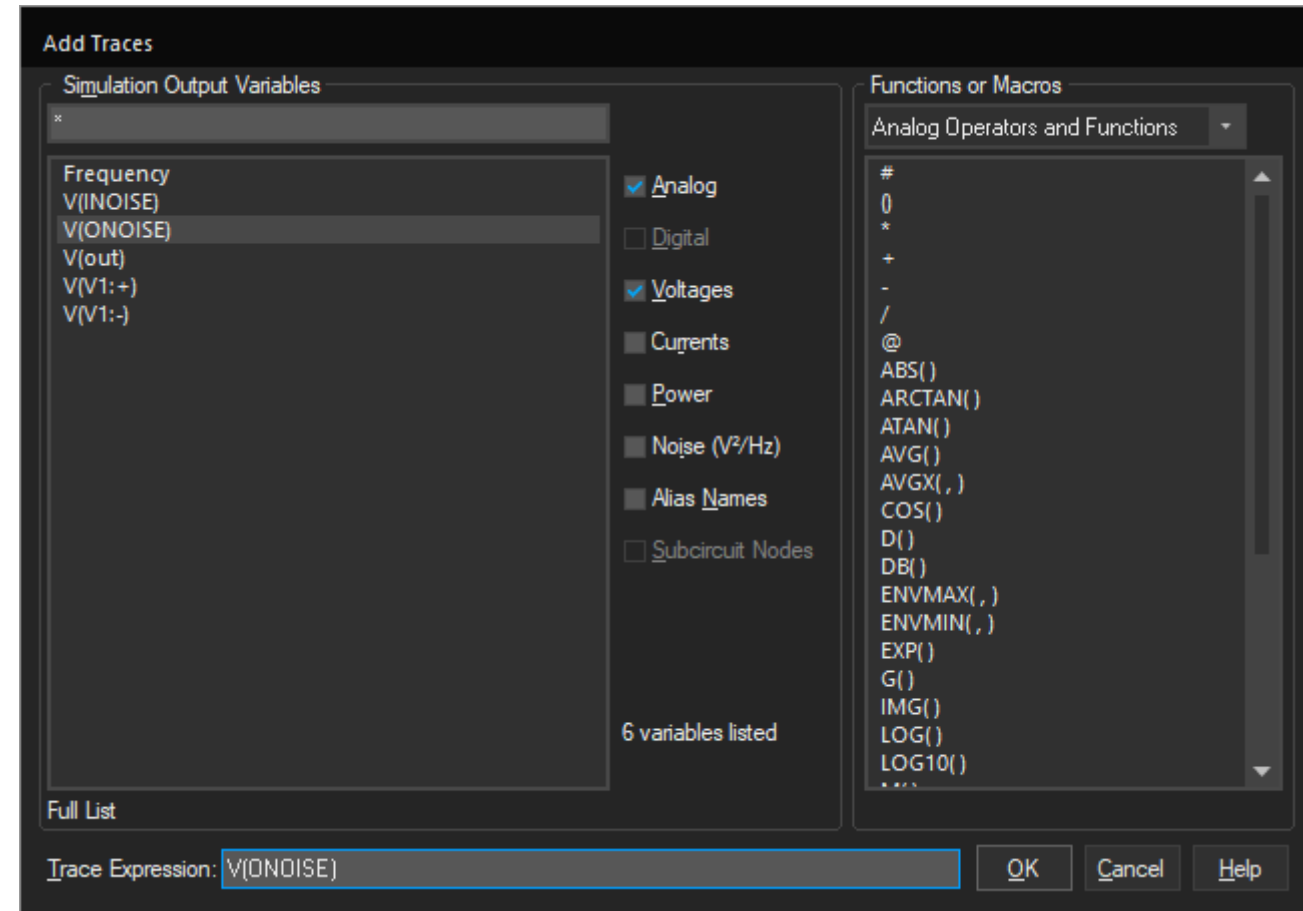 Add Traces
Simulation Output Variables
*
Frequency
V(INOISE)
V(ONOISE)
V(out)
V(V1:+)
V(V1:-)
Full List
Analog
Digital
Voltages
Currents
Power
Noise (V²/Hz)
Alias Names
Subcircuit Nodes
6 variables listed
Functions or Macros
Analog Operators and Functions
#
()
*
+
-
/
@
ABS( )
ARCTAN( )
ATAN( )
AVG( )
AVGX( , )
COS( )
D( )
DB( )
ENVMAX( , )
ENVMIN( , )
EXP( )
G( )
IMG( )
LOG( )
LOG10( )
Trace Expression: V(ONOISE)
OK Cancel Help